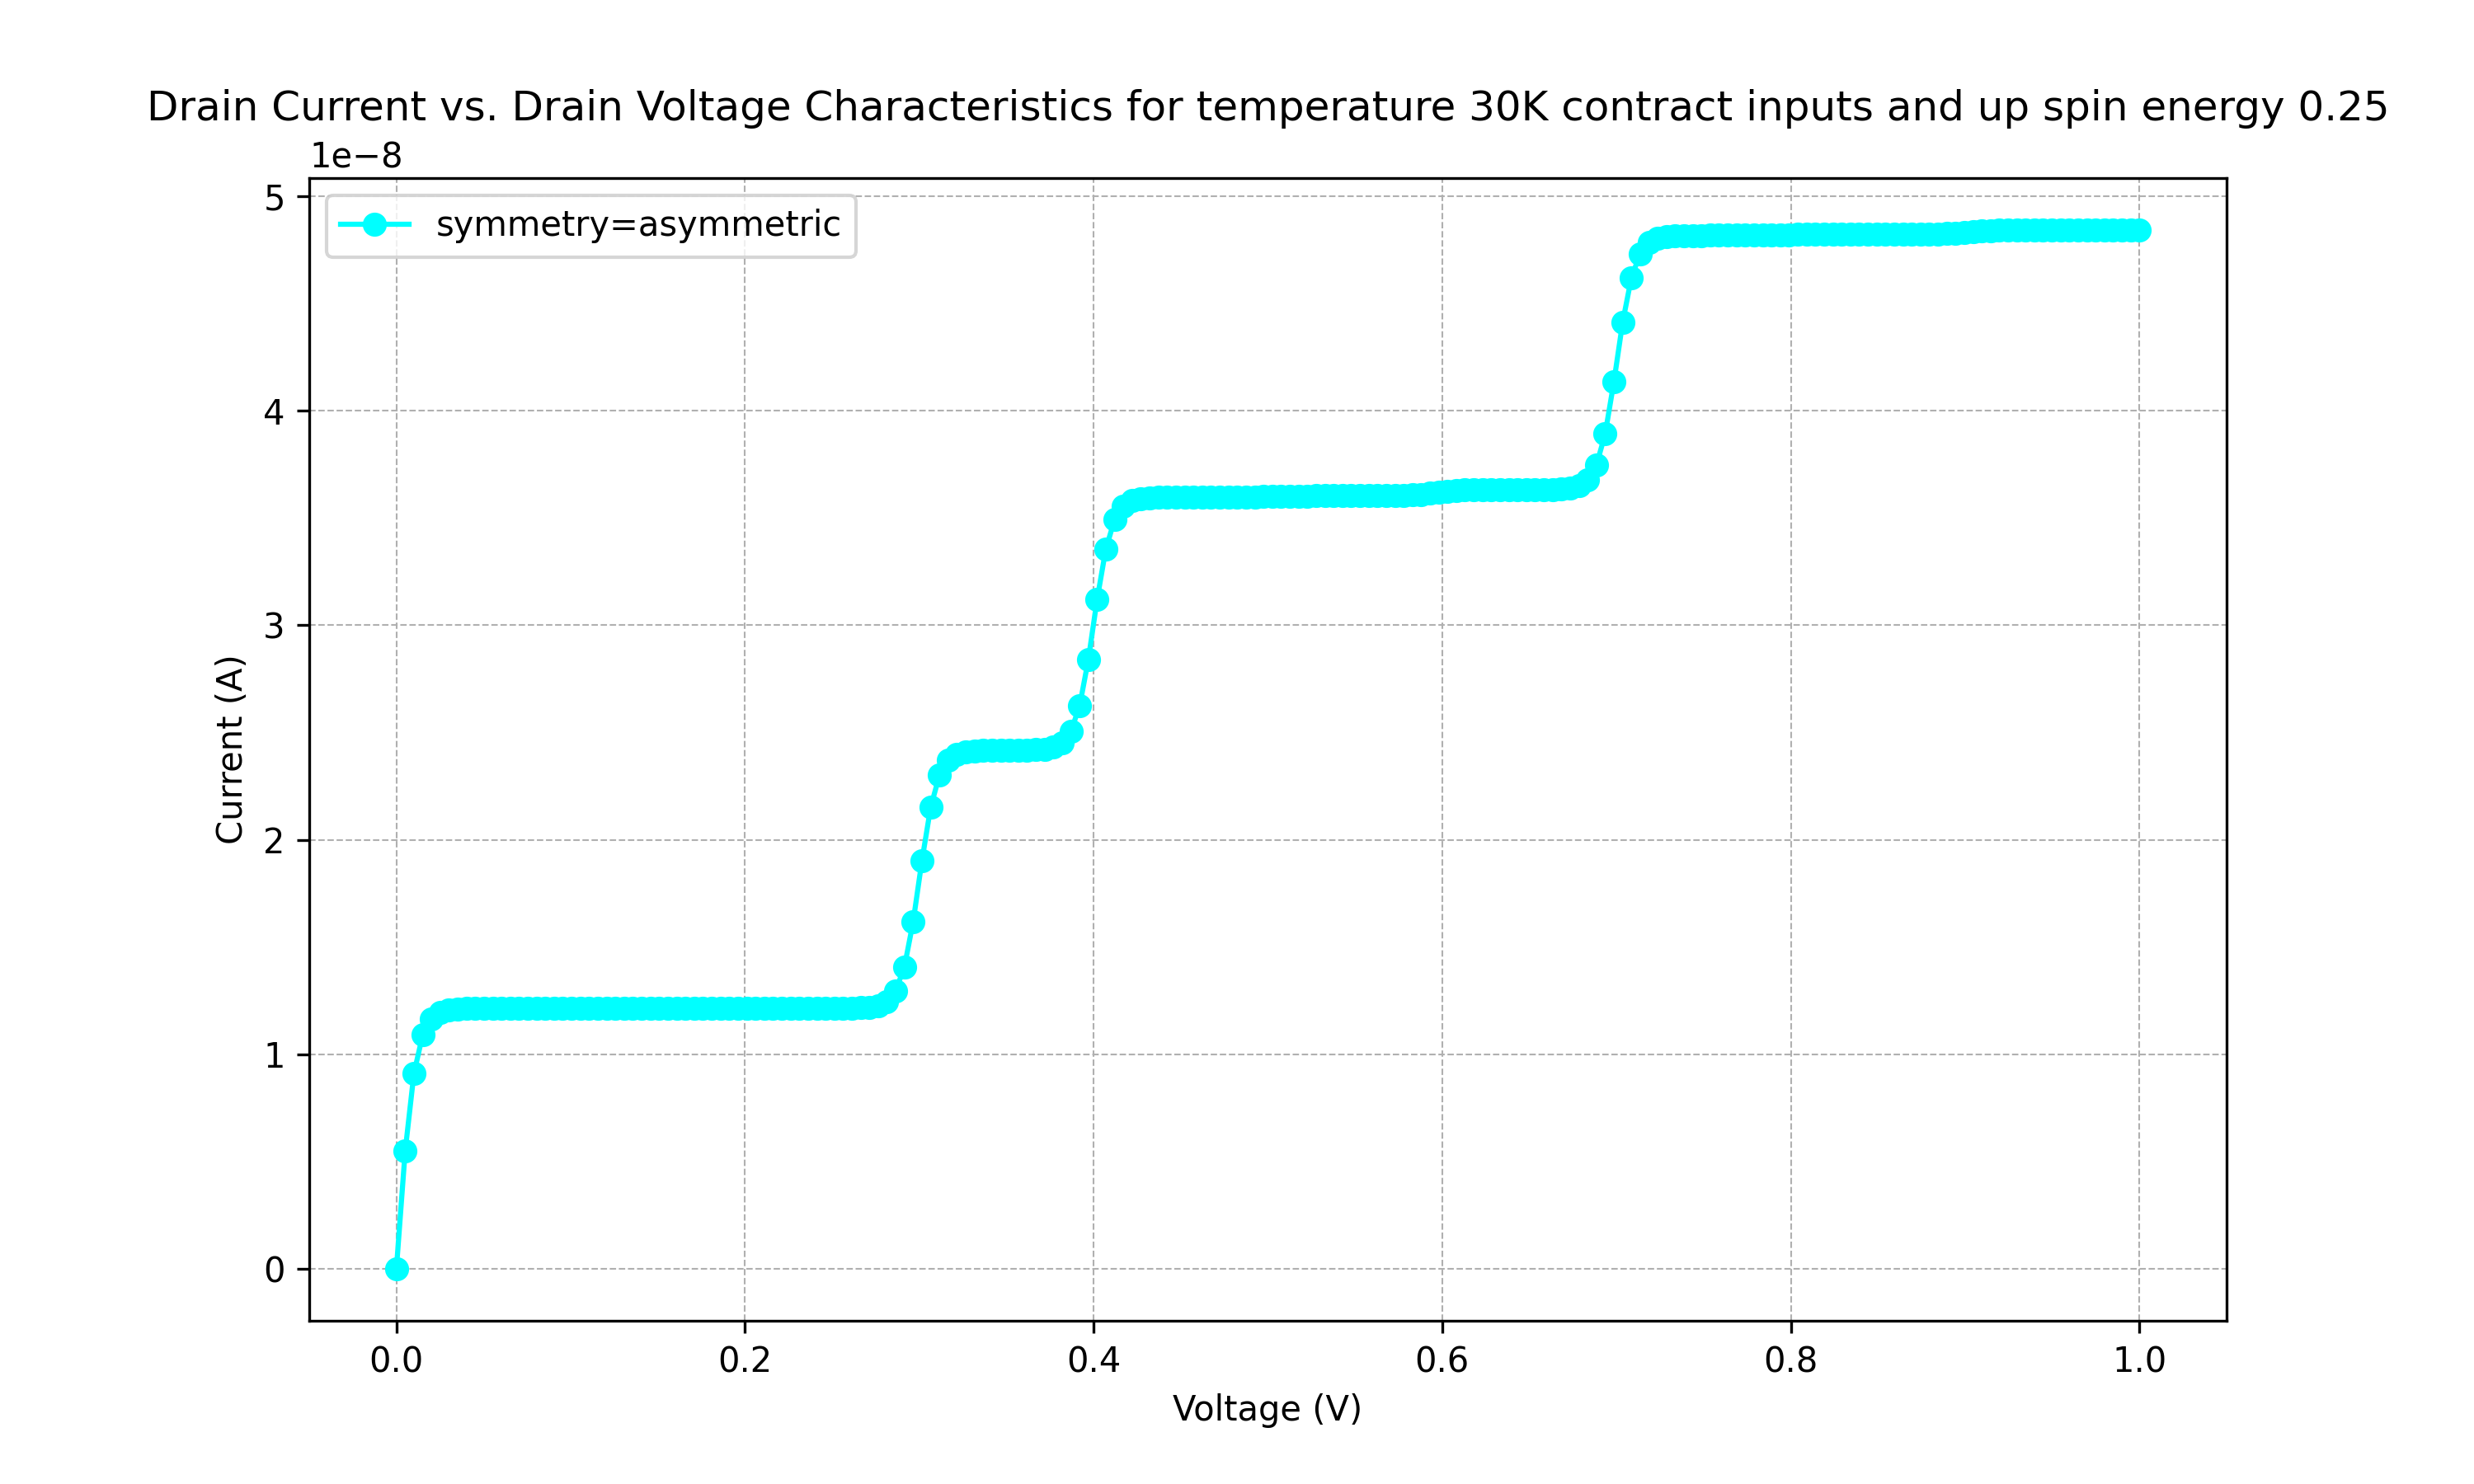 Drain Current vs. Drain Voltage Characteristics for temperature 30K contract inputs and up spin energy 0.25
1e−8
symmetry=asymmetric
5
4
3
2
1
0
Current (A)
0.0 0.2 0.4 0.6 0.8 1.0
Voltage (V)